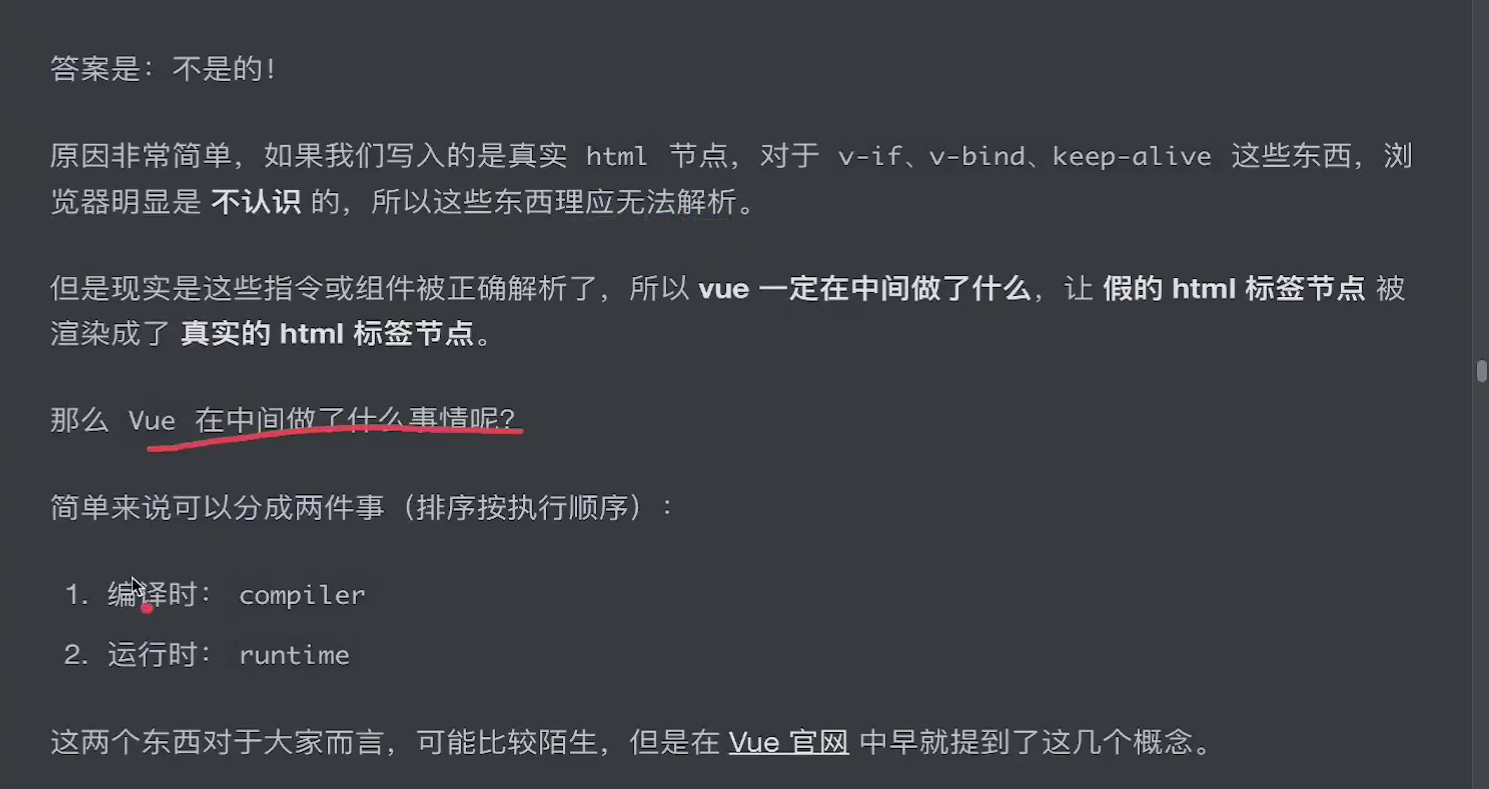 答案是：不是的！
原因非常简单，如果我们写入的是真实 html 节点，对于 v-if、v-bind、keep-alive 这些东西，浏
览器明显是 不认识 的，所以这些东西理应无法解析。
但是现实是这些指令或组件被正确解析了，所以 vue 一定在中间做了什么，让 假的 html 标签节点 被
渲染成了 真实的 html 标签节点。
那么 Vue 在中间做了什么事情呢？
简单来说可以分成两件事（排序按执行顺序）：
1. 编译时： compiler
2. 运行时： runtime
这两个东西对于大家而言，可能比较陌生，但是在 Vue 官网 中早就提到了这几个概念。